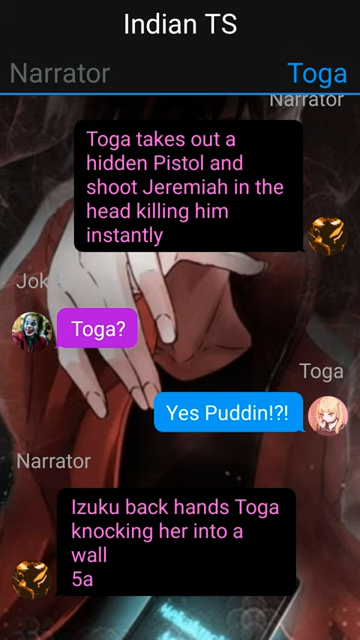 Indian TS
Narrator
Toga
Narrator
Toga takes out a
hidden Pistol and
shoot Jeremiah in the
head killing him
instantly
Jok
Toga?
Toga
Yes Puddin!?!
Narrator
Izuku back hands Toga
knocking her into a
wall
5a